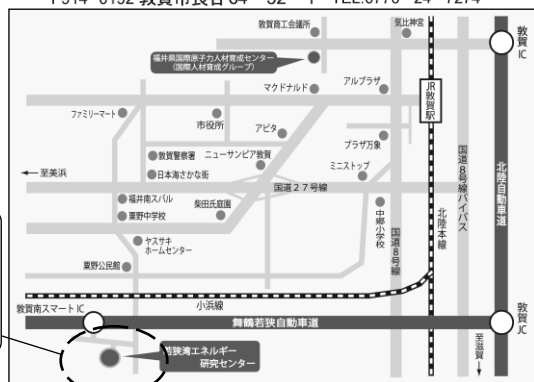 〒914-0192 敦賀市長谷64-52-1 TEL.0770-24-7274
敦賀商工会議所
気比神宮
敦賀IC
福井県国際原子力人材育成センター
(国際人材育成グループ)
マクドナルド
アルプラザ
JR敦賀駅
ファミリーマート
市役所
アピタ
プラザ万象
敦賀警察署
ニューサンピア敦賀
ミニストップ
日本海さかな街
←至美浜
国道27号線
福井南スバル
柴田氏庭園
粟野中学校
中郷小学校
国道8号線
北陸本線
国道8号線バイパス
北陸自動車道
ヤスサキ
ホームセンター
粟野公民館
敦賀南スマートIC
小浜線
舞鶴若狭自動車道
敦賀JC
至滋賀
若狭湾エネルギー
研究センター